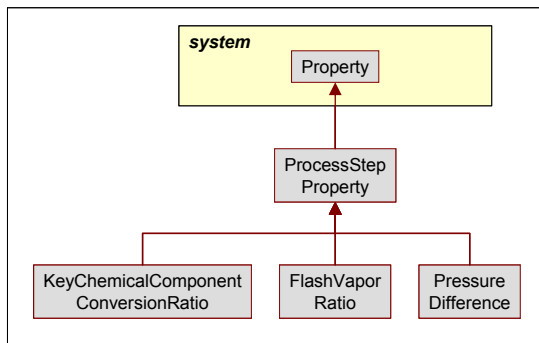 system
Property
ProcessStep
Property
KeyChemicalComponent
ConversionRatio
FlashVapor
Ratio
Pressure
Difference